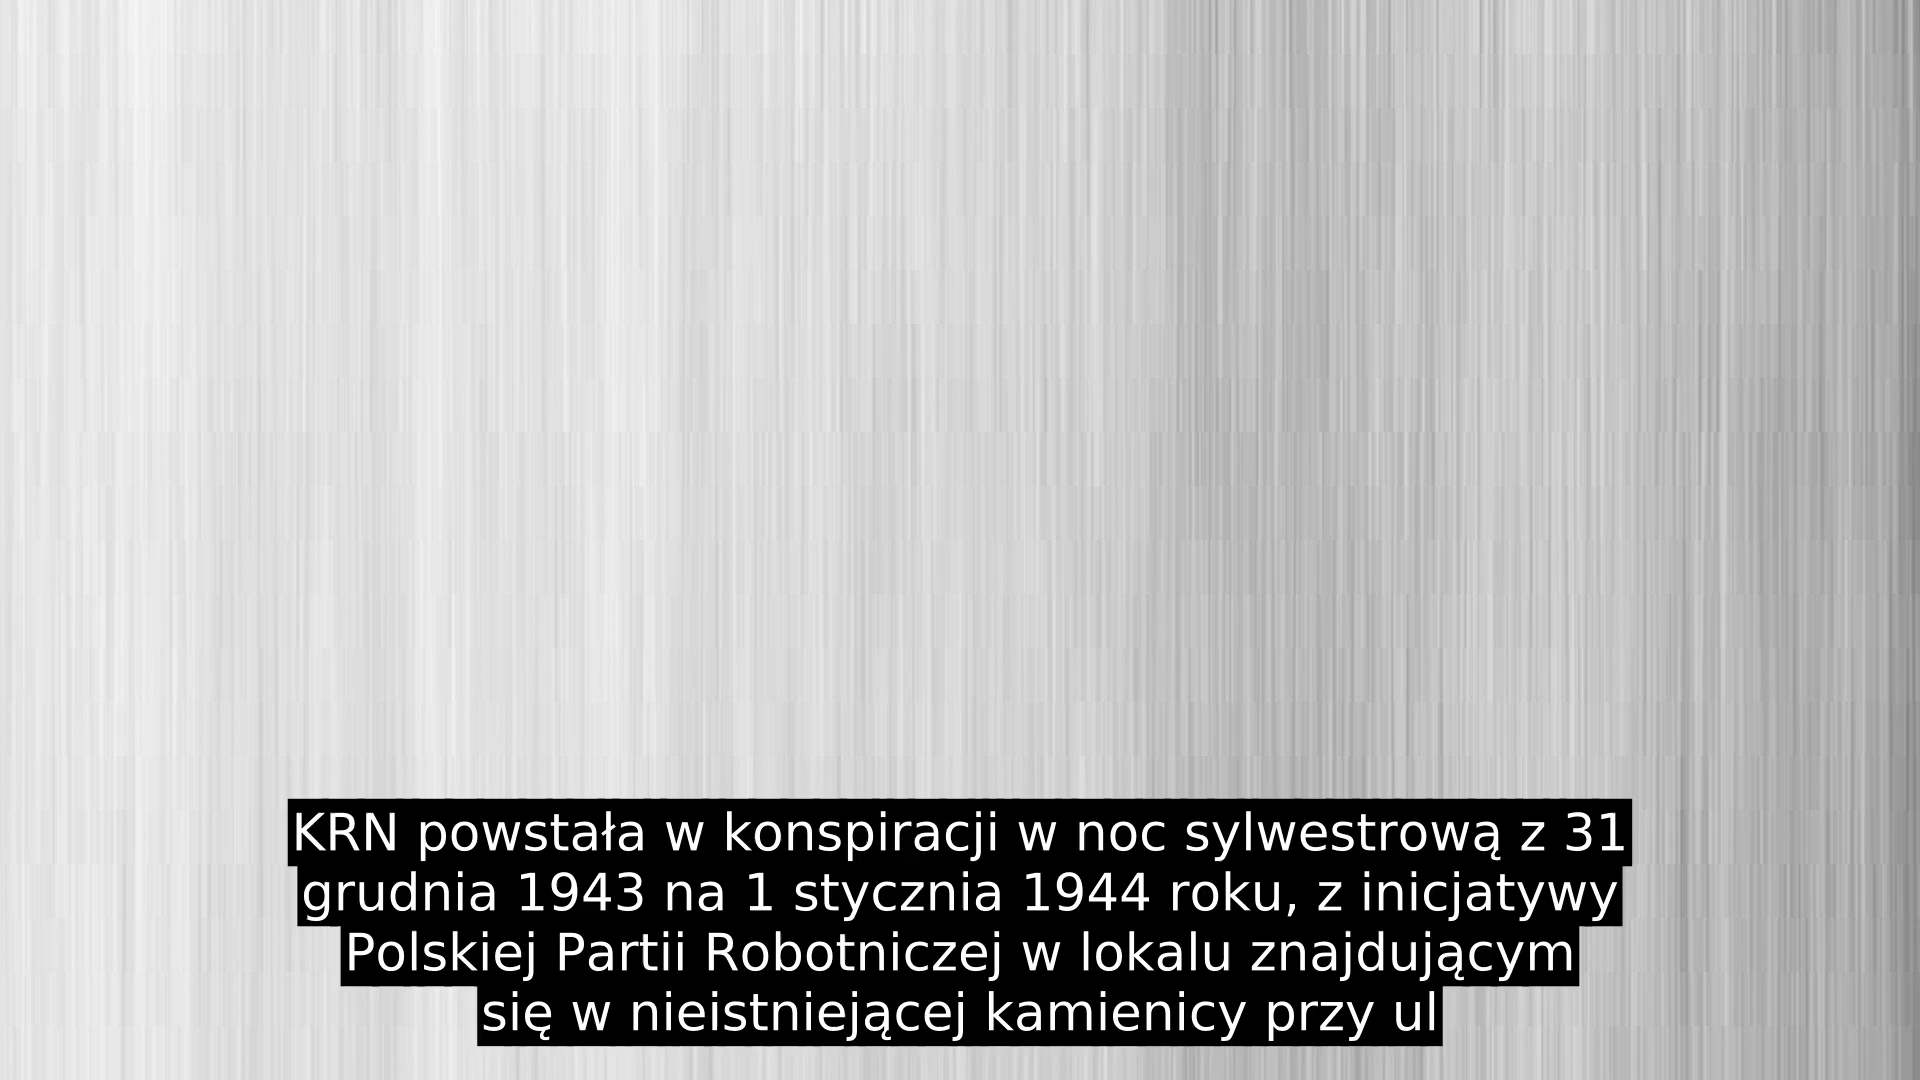 KRN powstała w konspiracji w noc sylwestrową z 31
grudnia 1943 na 1 stycznia 1944 roku, z inicjatywy
Polskiej Partii Robotniczej w lokalu znajdującym
się w nieistniejącej kamienicy przy ul